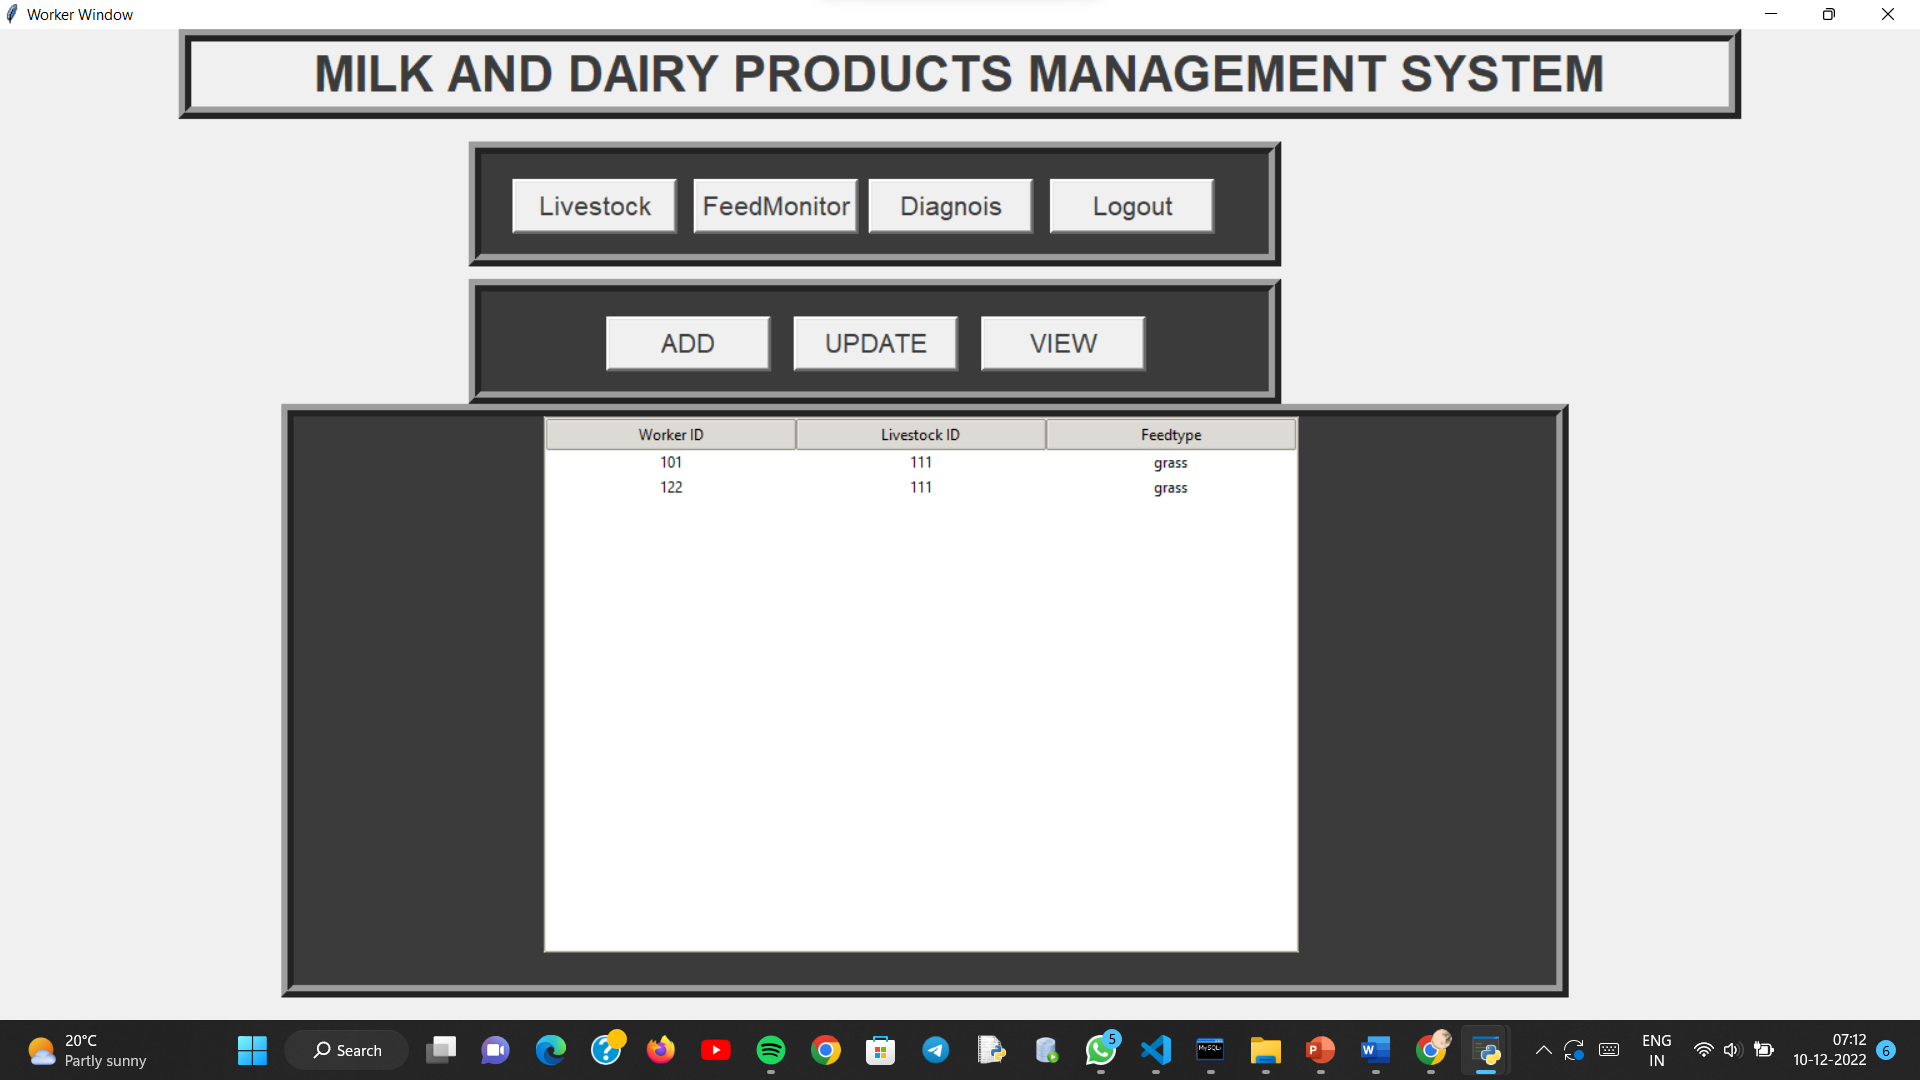 Worker Window
MILK AND DAIRY PRODUCTS MANAGEMENT SYSTEM
Livestock FeedMonitor Diagnois Logout
ADD UPDATE VIEW
Worker ID Livestock ID Feedtype
101 111 grass
122 111 grass
20°C
Partly sunny
Search
5
MySQL
ENG
IN
07:12
10-12-2022
6